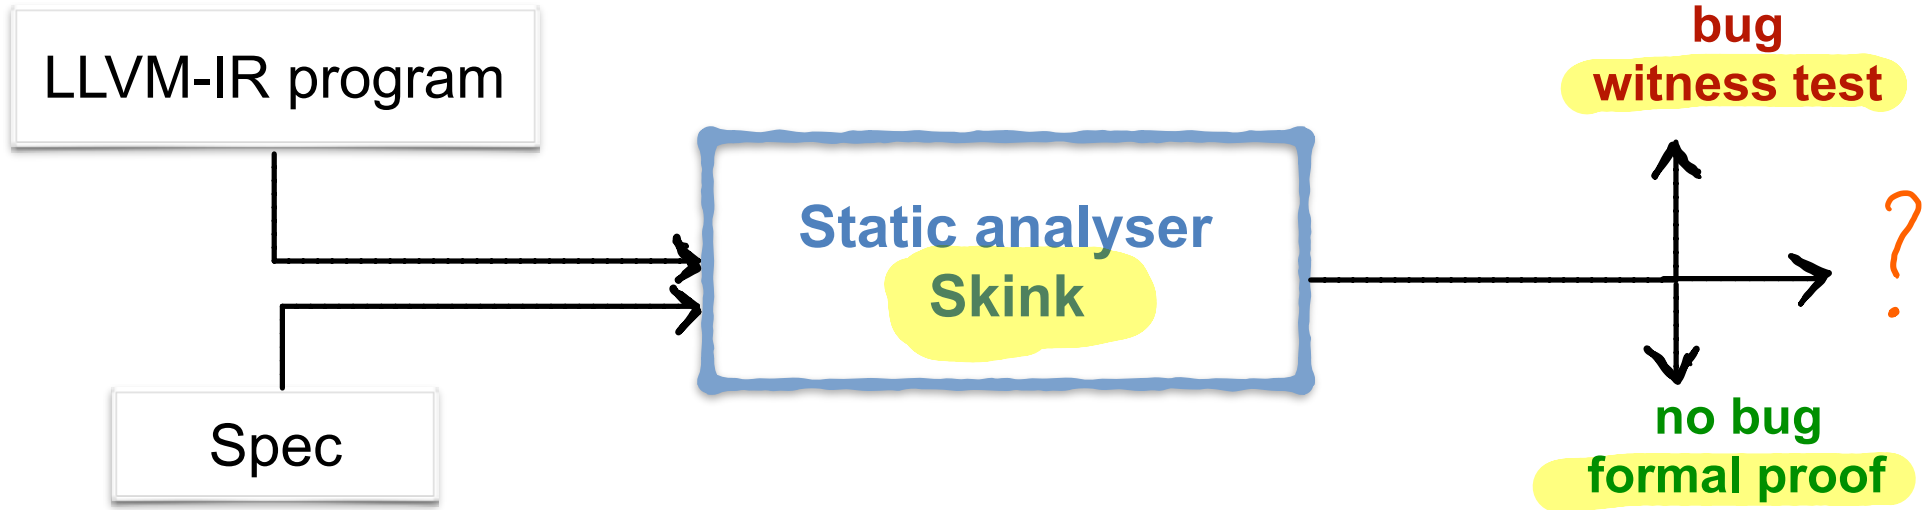 LLVM-IR program
Spec
Static analyser
Skink
bug
witness test
?
no bug
formal proof